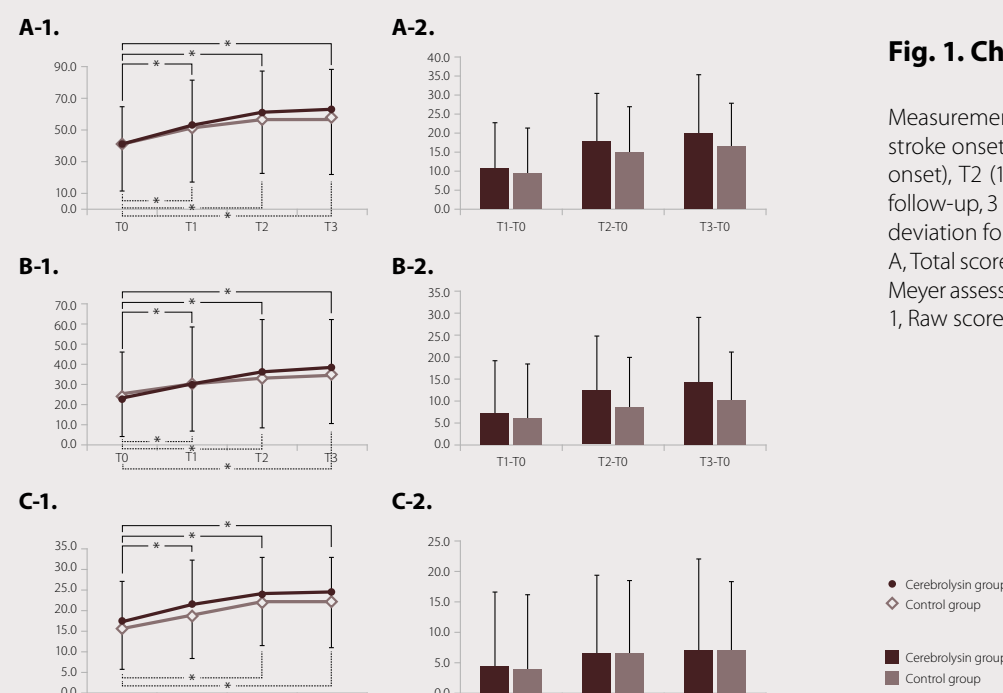 A-1.
*
*
*
90.0
70.0
50.0
30.0
10.0
0.0
*
*
*
T0
T1
T2
T3
A-2.
40.0
35.0
30.0
25.0
20.0
15.0
10.0
5.0
0.0
T1-T0
T2-T0
T3-T0
B-1.
*
*
*
70.0
60.0
50.0
40.0
30.0
20.0
10.0
0.0
*
*
*
T0
T1
T2
T3
B-2.
35.0
30.0
25.0
20.0
15.0
10.0
5.0
0.0
T1-T0
T2-T0
T3-T0
C-1.
*
*
*
35.0
30.0
25.0
20.0
15.0
10.0
5.0
0.0
*
*
C-2.
25.0
20.0
15.0
10.0
5.0
0.0
Fig. 1. Ch
Measuremen
stroke onset
onset), T2 (1
follow-up, 3
deviation fo
A, Total score
Meyer assess
1, Raw score
Cerebrolysin group
Control group
Cerebrolysin group
Control group